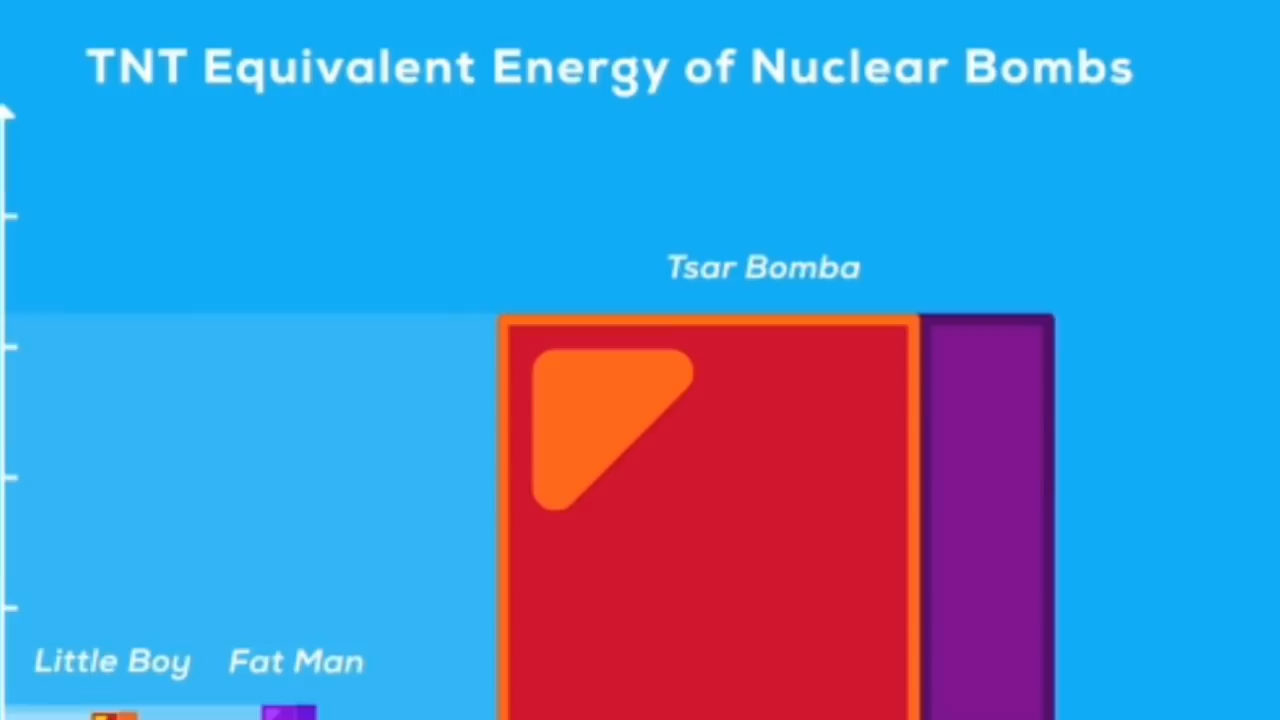 TNT Equivalent Energy of Nuclear Bombs
Tsar Bomba
Little Boy Fat Man